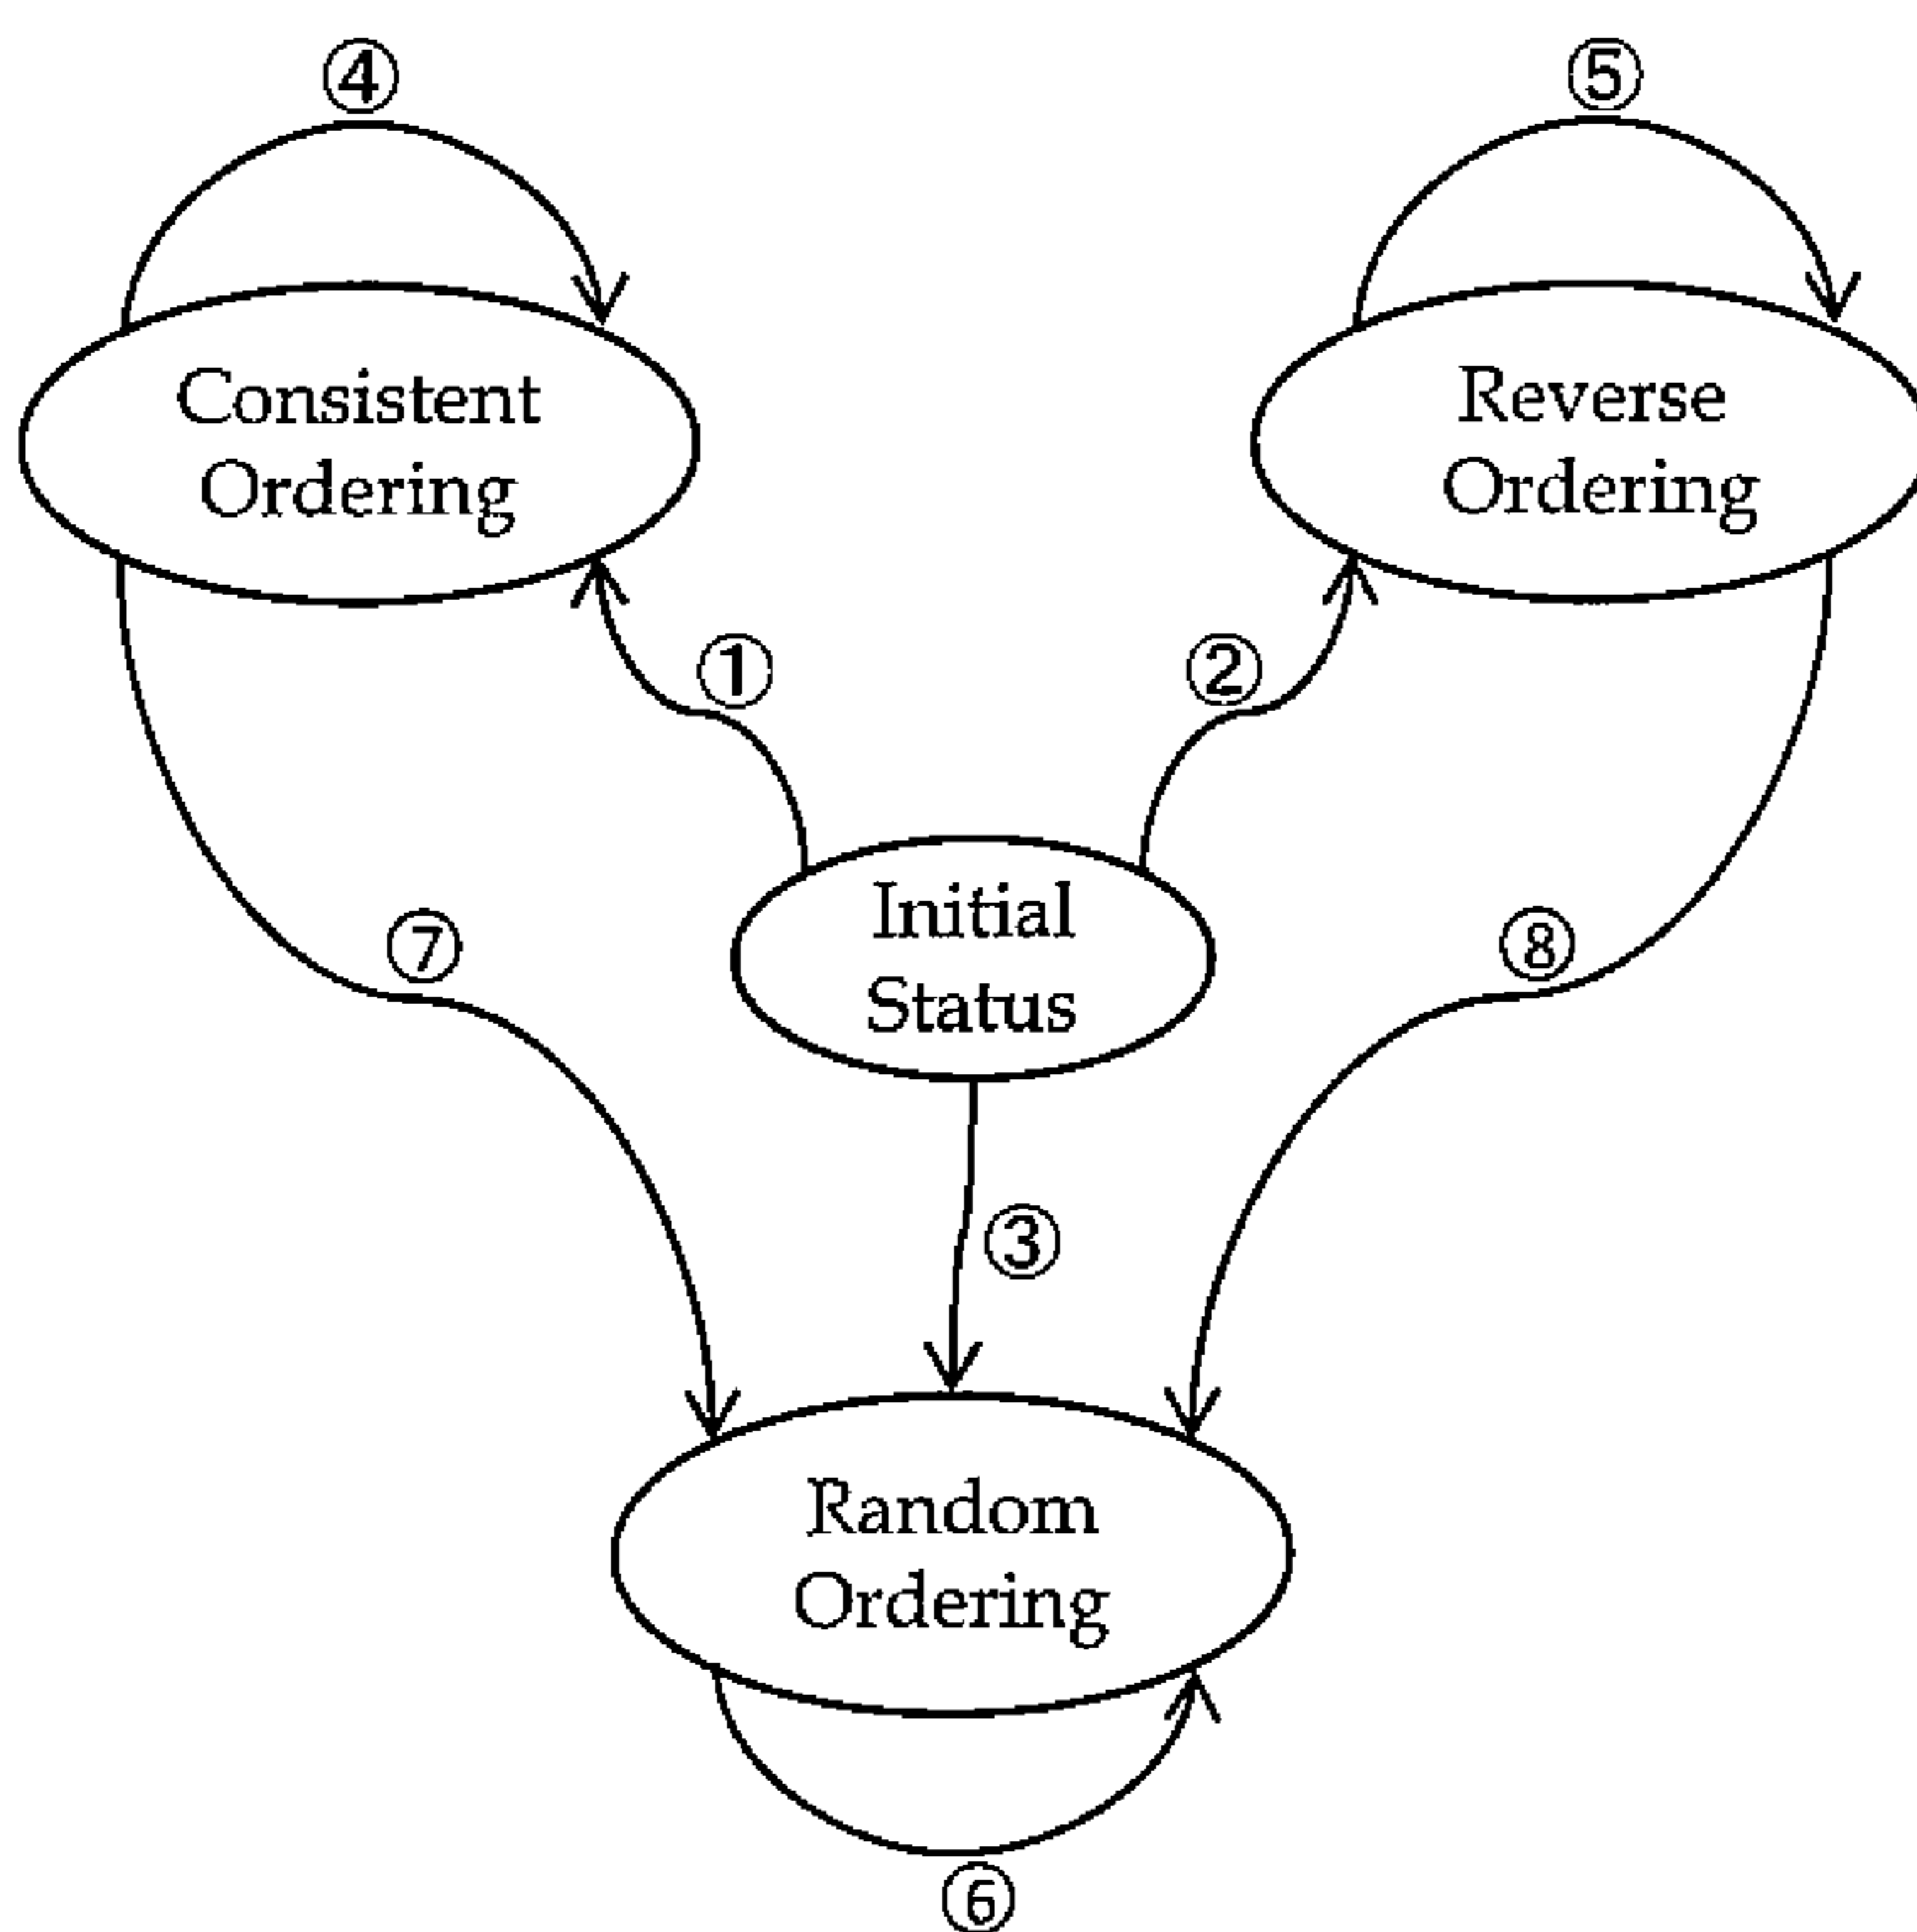 ④
⑤
Consistent
Ordering
Reverse
Ordering
①
②
Initial
Status
⑦
⑧
③
Random
Ordering
⑥